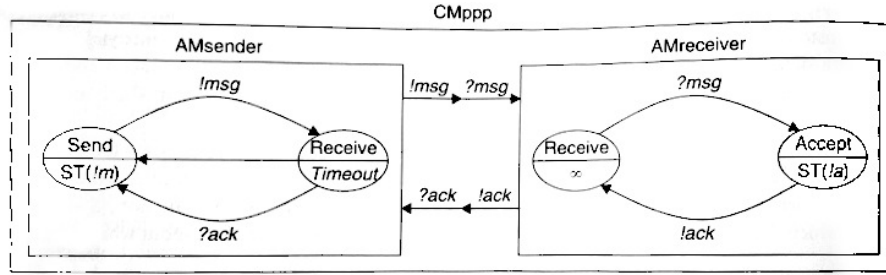 CMppp
AMsender
AMreceiver
!msg
!msg ?msg
?msg
Send
ST(!m)
Receive
Timeout
Receive
∞
Accept
ST(!a)
?ack !ack
?ack
!ack